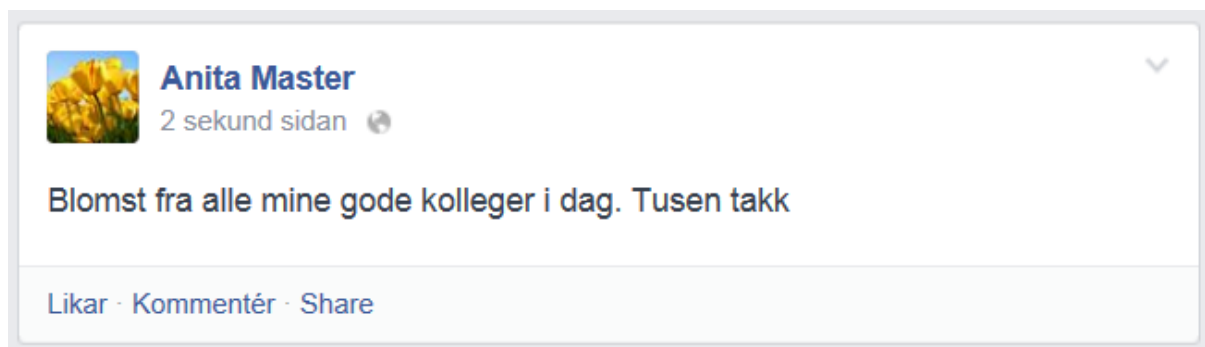 Anita Master
2 sekund sidan
Blomst fra alle mine gode kolleger i dag. Tusen takk
Likar · Kommentér · Share